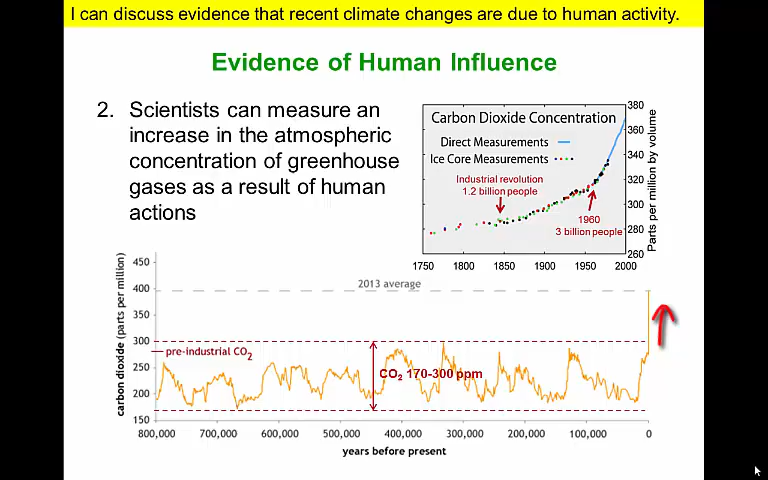 I can discuss evidence that recent climate changes are due to human activity.
Evidence of Human Influence
2. Scientists can measure an
increase in the atmospheric
concentration of greenhouse
gases as a result of human
actions
Carbon Dioxide Concentration
Direct Measurements
Ice Core Measurements
Industrial revolution
1.2 billion people
1960
3 billion people
380
360
340
320
300
280
260
Parts per million by volume
1750 1800 1850 1900 1950 2000
carbon dioxide (parts per million)
450
400
350
300
250
200
150
2013 average
pre-industrial CO2
CO2 170-300 ppm
800,000 700,000 600,000 500,000 400,000 300,000 200,000 100,000 0
years before present